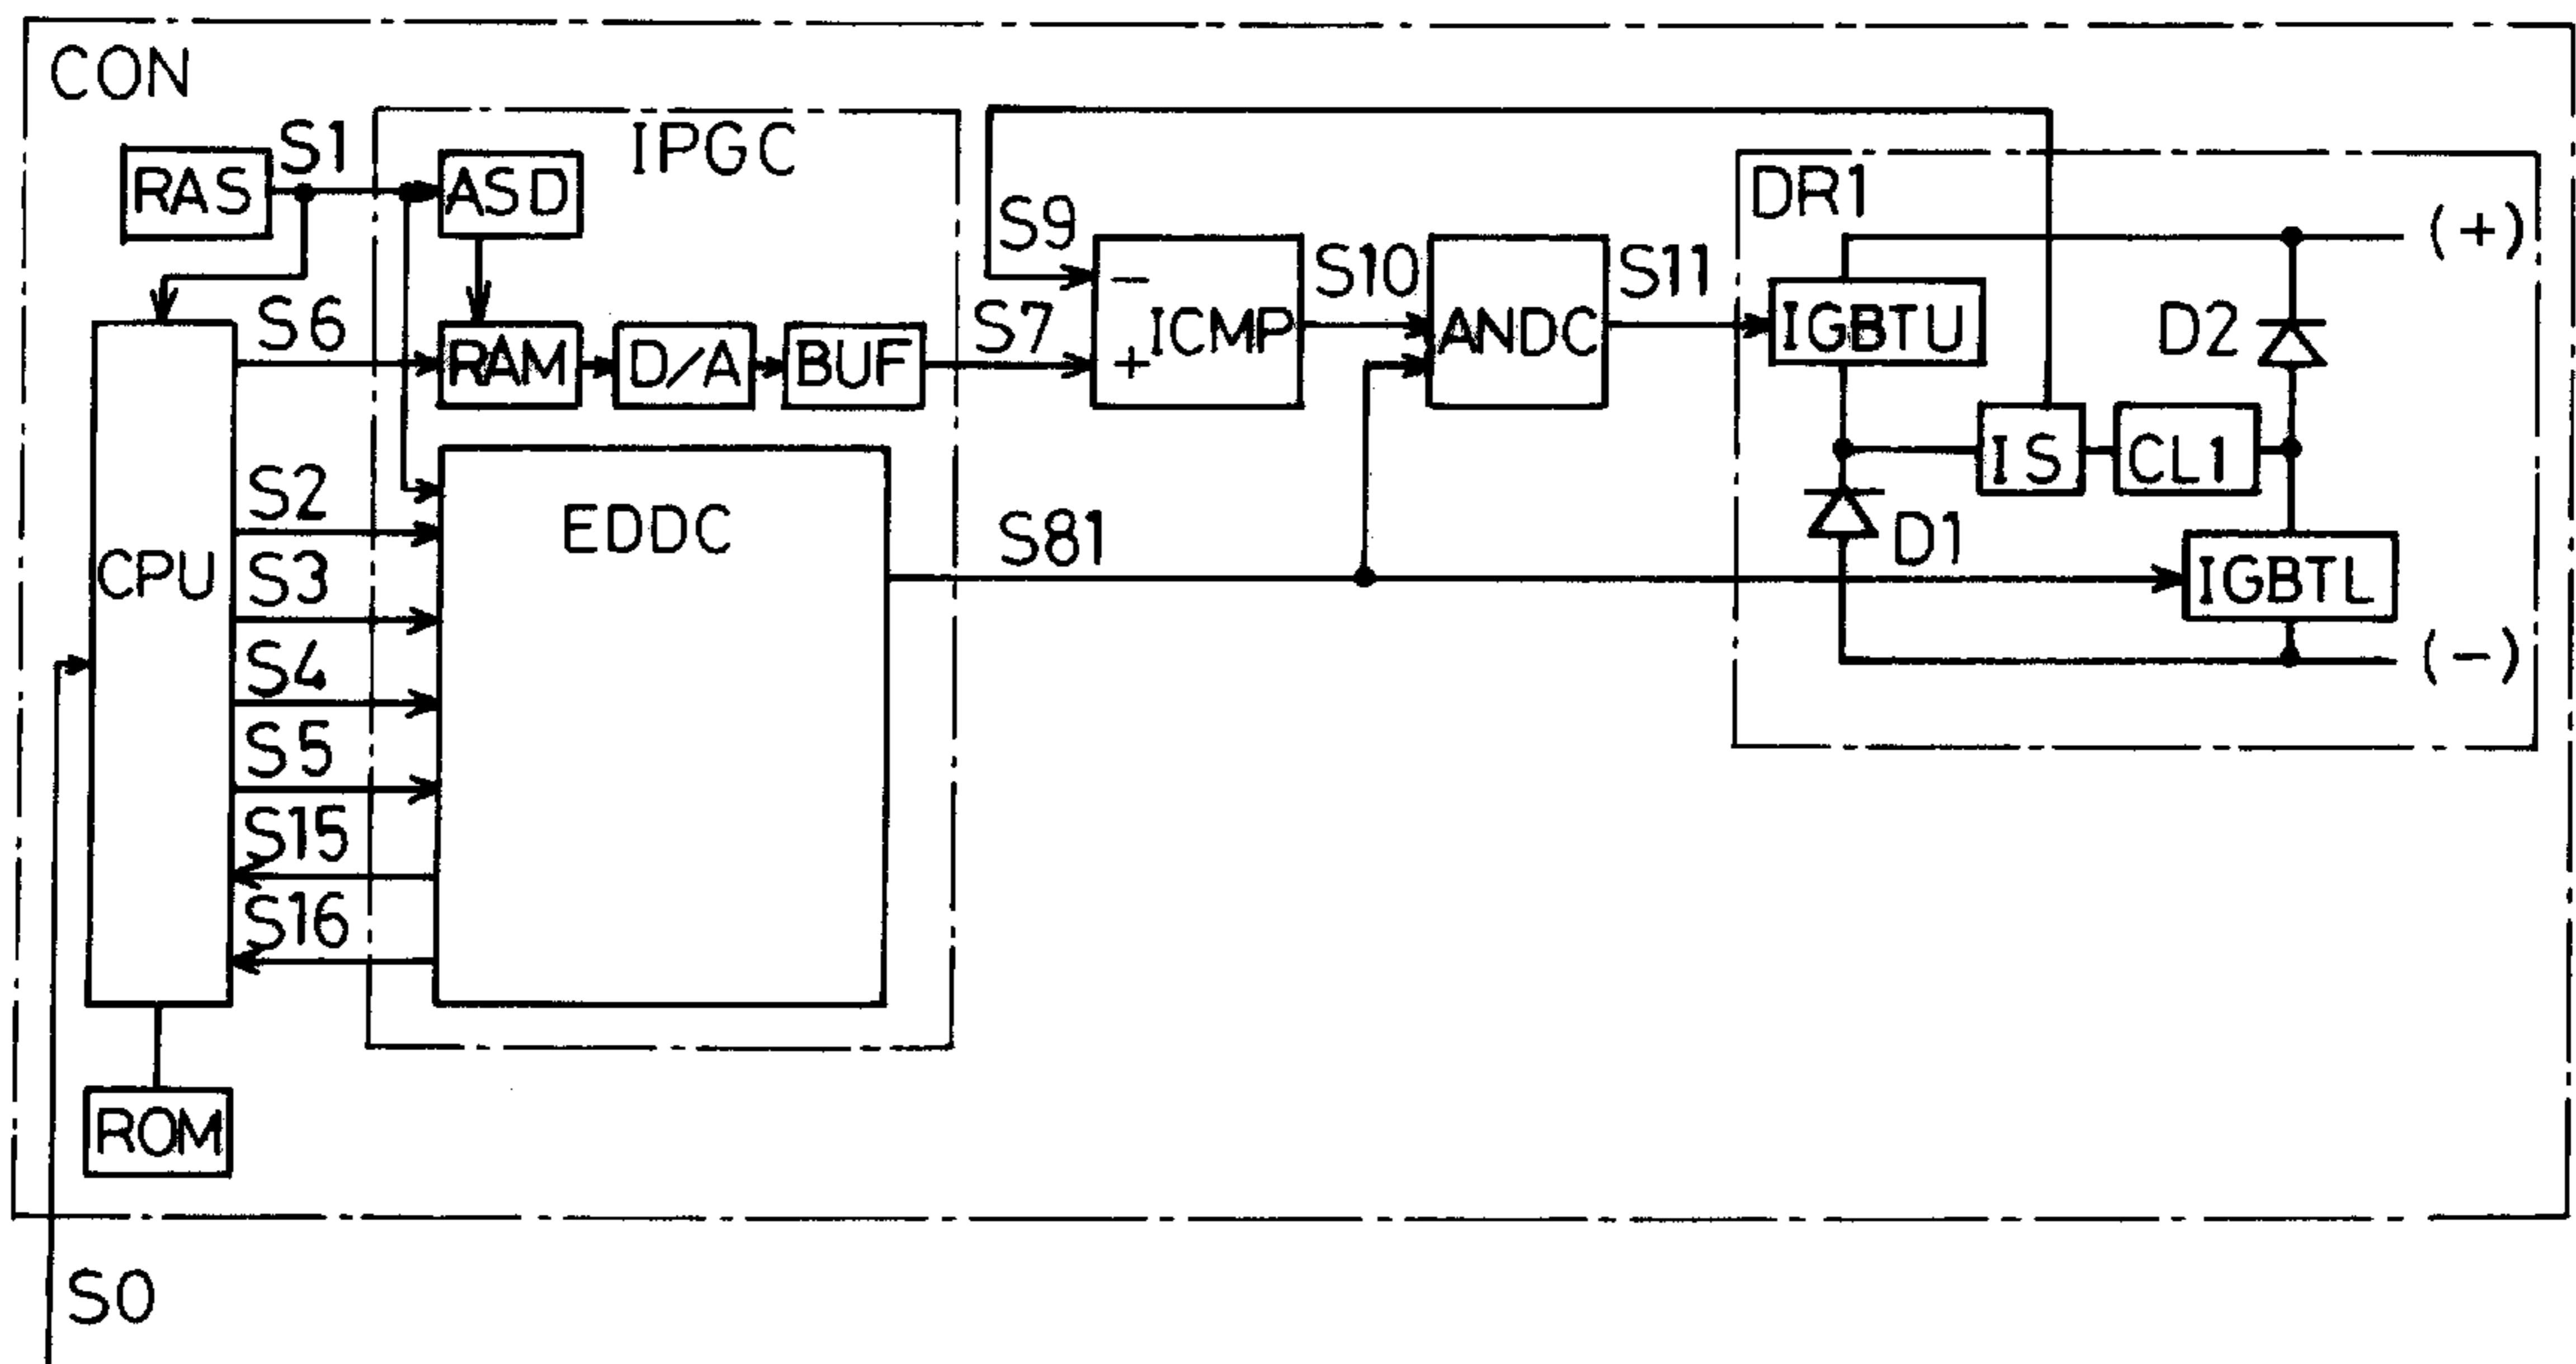 CON
RAS
S1
ASD
IPGC
DR1
(+)
S9
S6
RAM
D/A
BUF
S7
-
+
ICMP
S10
ANDC
S11
IGBTU
D2
IS
CL1
D1
IGBTL
(-)
CPU
S2
S3
S4
S5
S15
S16
EDDC
S81
ROM
S0